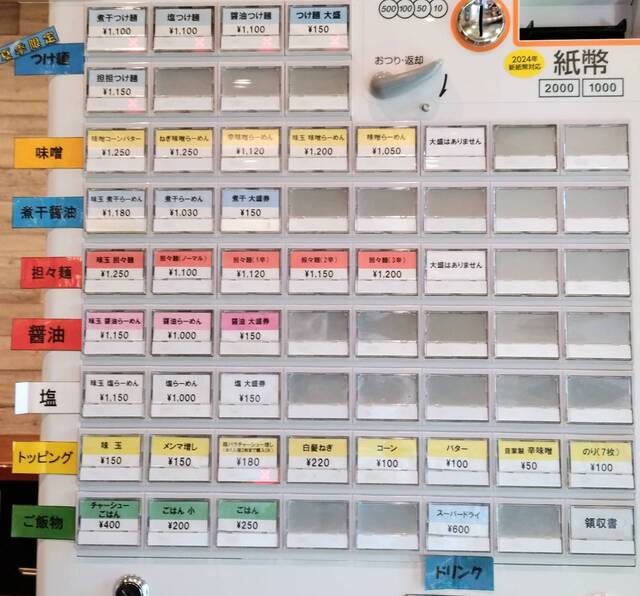 500 100 50 10
夏季限定
つけ麺
煮干つけ麺
¥1,100
塩つけ麺
¥1,100
醤油つけ麺
¥1,100
つけ麺 大盛
¥150
おつり・返却
2024年
新紙幣対応
紙幣
2000 1000
担担つけ麺
¥1,150
味噌
味噌コーンバター
¥1,250
ねぎ味噌らーめん
¥1,250
辛味噌らーめん
¥1,120
味玉 味噌らーめん
¥1,200
味噌らーめん
¥1,050
大盛はありません
煮干醤油
味玉 煮干らーめん
¥1,180
煮干らーめん
¥1,030
煮干 大盛券
¥150
担々麺
味玉 担々麺
¥1,250
担々麺(ノーマル)
¥1,100
担々麺(1辛)
¥1,120
担々麺(2辛)
¥1,150
担々麺(3辛)
¥1,200
大盛はありません
醤油
味玉 醤油らーめん
¥1,150
醤油らーめん
¥1,000
醤油 大盛券
¥150
塩
味玉 塩らーめん
¥1,150
塩らーめん
¥1,000
塩 大盛券
¥150
トッピング
味 玉
¥150
メンマ増し
¥150
豚バラチャーシュー増し
¥180
白髪ねぎ
¥220
コーン
¥100
バター
¥100
自家製 辛味噌
¥50
のり(7枚)
¥100
ご飯物
チャーシュー
ごはん
¥400
ごはん 小
¥200
ごはん
¥250
スーパードライ
¥600
領収書
ドリンク